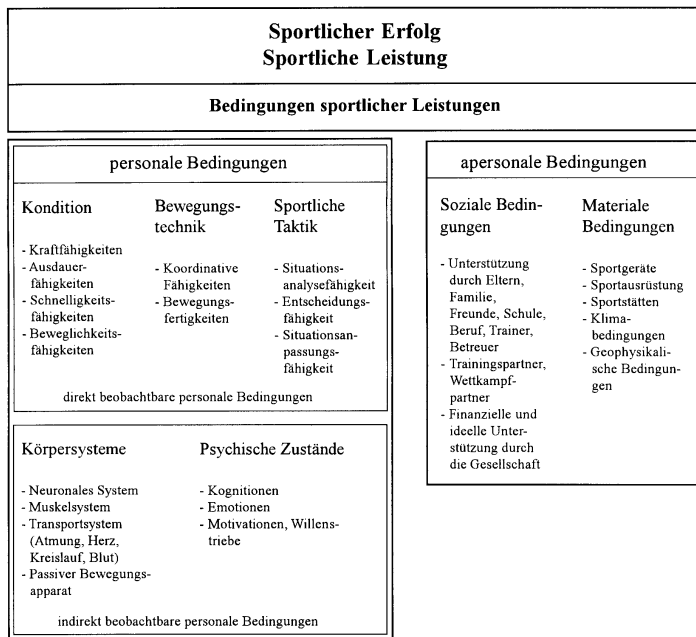 Sportlicher Erfolg
Sportliche Leistung
Bedingungen sportlicher Leistungen
personale Bedingungen
Kondition
- Kraftfähigkeiten
- Ausdauer-
fähigkeiten
- Schnelligkeits-
fähigkeiten
- Beweglichkeits-
fähigkeiten
Bewegungs-
technik
- Koordinative
Fähigkeiten
- Bewegungs-
fertigkeiten
Sportliche
Taktik
- Situations-
analysefähigkeit
- Entscheidungs-
fähigkeit
- Situationsan-
passungs-
fähigkeit
direkt beobachtbare personale Bedingungen
Körpersysteme
- Neuronales System
- Muskelsystem
- Transportsystem
(Atmung, Herz,
Kreislauf, Blut)
- Passiver Bewegungs-
apparat
Psychische Zustände
- Kognitionen
- Emotionen
- Motivationen, Willens-
triebe
indirekt beobachtbare personale Bedingungen
apersonale Bedingungen
Soziale Bedin-
gungen
- Unterstützung
durch Eltern,
Familie,
Freunde, Schule,
Beruf, Trainer,
Betreuer
- Trainingspartner,
Wettkampf-
partner
- Finanzielle und
ideelle Unter-
stützung durch
die Gesellschaft
Materiale
Bedingungen
- Sportgeräte
- Sportausrüstung
- Sportstätten
- Klima-
bedingungen
- Geophysikali-
sche Bedingun-
gen